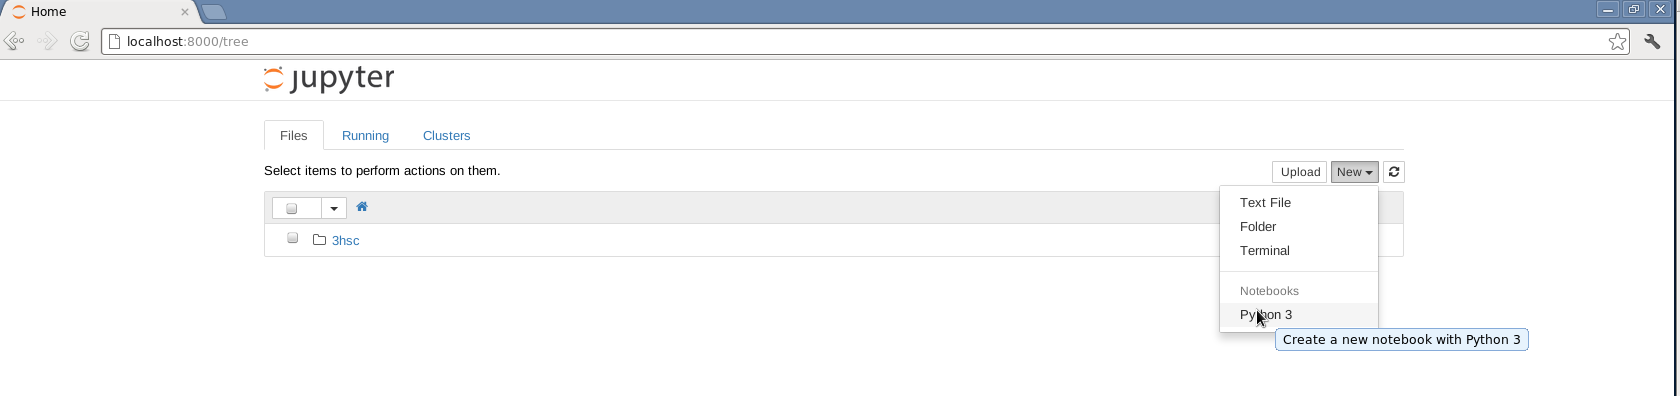 Home
localhost:8000/tree
jupyter
Files Running Clusters
Select items to perform actions on them.
Upload New
3hsc
Text File
Folder
Terminal
Notebooks
Python 3
Create a new notebook with Python 3